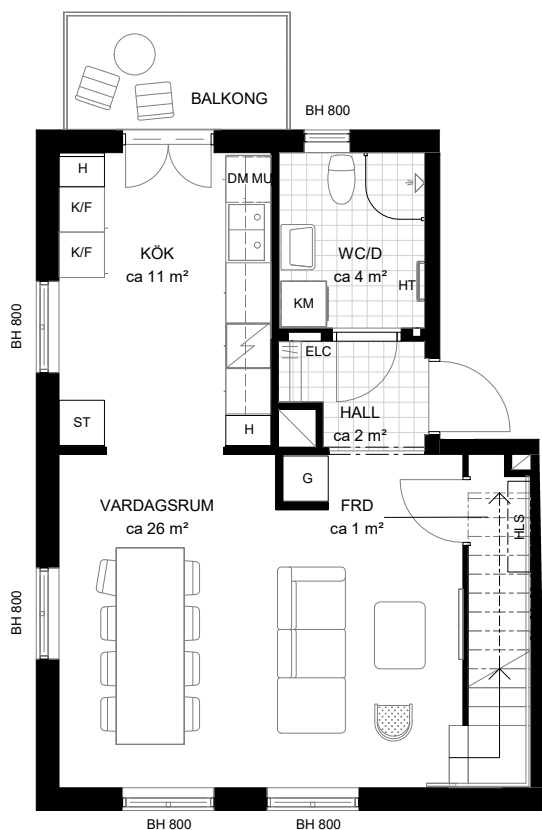 BALKONG
BH 800
H
DM MU
K/F
K/F
KÖK
ca 11 m²
WC/D
ca 4 m²
HT
KM
BH 800
ELC
ST
H
HALL
ca 2 m²
G
VARDAGSRUM
ca 26 m²
FRD
ca 1 m²
HLS
BH 800
BH 800
BH 800